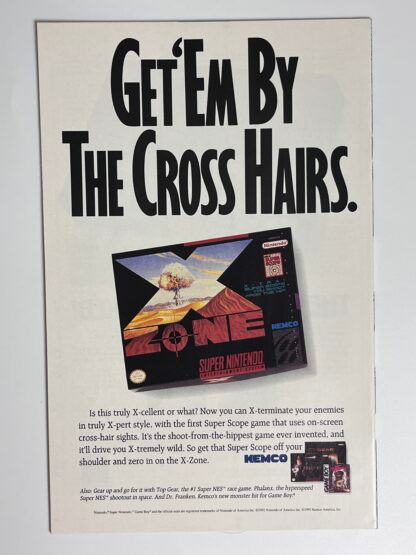 GET 'EM BY
THE CROSS HAIRS.
Nintendo
X
ZONE
KEMCO
SUPER NINTENDO
ENTERTAINMENT SYSTEM
Is this truly X-cellent or what? Now you can X-terminate your enemies
in truly X-pert style, with the first Super Scope game that uses on-screen
cross-hair sights. It's the shoot-from-the-hippest game ever invented, and
it'll drive you X-tremely wild. So get that Super Scope off your
shoulder and zero in on the X-Zone.
KEMCO
Also: Gear up and go for it with Top Gear, the #1 Super NES™ race game. Phalanx, the hyperspeed
Super NES™ shootout in space. And Dr. Franken, Kemco's new monster hit for Game Boy.®